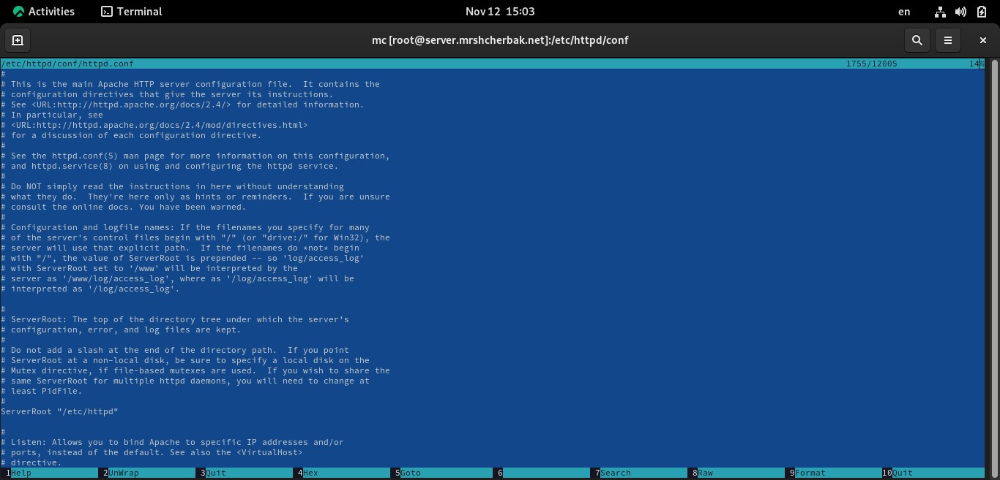 Activities Terminal Nov 12 15:03 en
mc [root@server.mrshcherbak.net]:/etc/httpd/conf
/etc/httpd/conf/httpd.conf 1755/12005 14%
#
# This is the main Apache HTTP server configuration file.  It contains the
# configuration directives that give the server its instructions.
# See <URL:http://httpd.apache.org/docs/2.4/> for detailed information.
# In particular, see
# <URL:http://httpd.apache.org/docs/2.4/mod/directives.html>
# for a discussion of each configuration directive.
#
# See the httpd.conf(5) man page for more information on this configuration,
# and httpd.service(8) on using and configuring the httpd service.
#
# Do NOT simply read the instructions in here without understanding
# what they do.  They're here only as hints or reminders.  If you are unsure
# consult the online docs. You have been warned.
#
# Configuration and logfile names: If the filenames you specify for many
# of the server's control files begin with "/" (or "drive:/" for Win32), the
# server will use that explicit path.  If the filenames do *not* begin
# with "/", the value of ServerRoot is prepended -- so 'log/access_log'
# with ServerRoot set to '/www' will be interpreted by the
# server as '/www/log/access_log', where as '/log/access_log' will be
# interpreted as '/log/access_log'.
#
# ServerRoot: The top of the directory tree under which the server's
# configuration, error, and log files are kept.
#
# Do not add a slash at the end of the directory path.  If you point
# ServerRoot at a non-local disk, be sure to specify a local disk on the
# Mutex directive, if file-based mutexes are used.  If you wish to share the
# same ServerRoot for multiple httpd daemons, you will need to change at
# least PidFile.
#
ServerRoot "/etc/httpd"
#
# Listen: Allows you to bind Apache to specific IP addresses and/or
# ports, instead of the default. See also the <VirtualHost>
# directive.
1Help 2UnWrap 3Quit 4Hex 5Goto 6 7Search 8Raw 9Format 10Quit